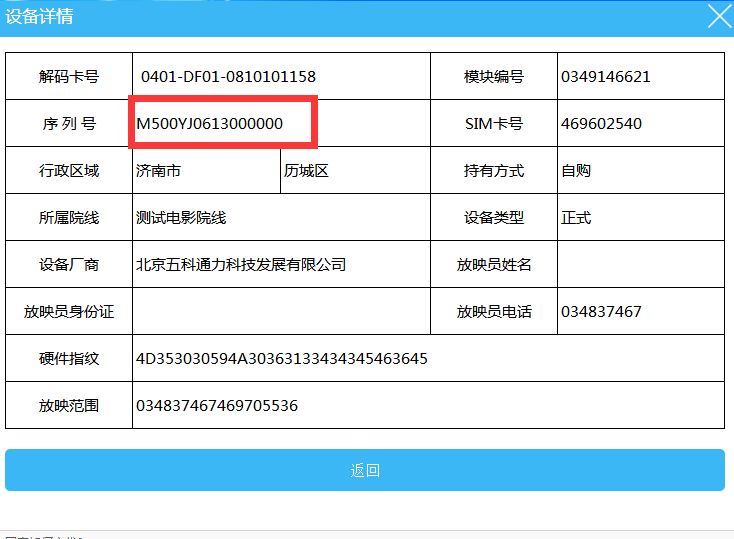 设备详情
解码卡号 0401-DF01-0810101158 模块编号 0349146621
序 列 号 M500YJ0613000000 SIM卡号 469602540
行政区域 济南市 历城区 持有方式 自购
所属院线 测试电影院线 设备类型 正式
设备厂商 北京五科通力科技发展有限公司 放映员姓名
放映员身份证 放映员电话 034837467
硬件指纹 4D353030594A30363133434345463645
放映范围 034837467469705536
返回